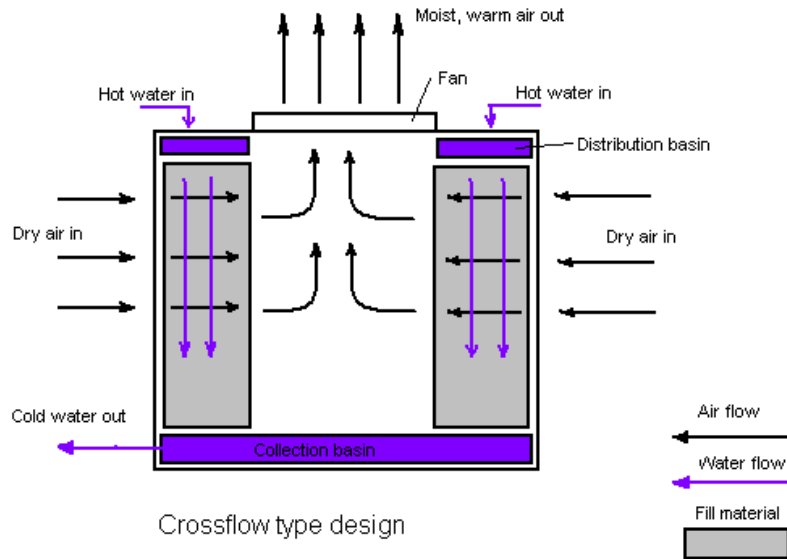 Moist, warm air out
Fan
Hot water in
Hot water in
Distribution basin
Dry air in
Dry air in
Cold water out
Collection basin
Air flow
Water flow
Fill material
Crossflow type design